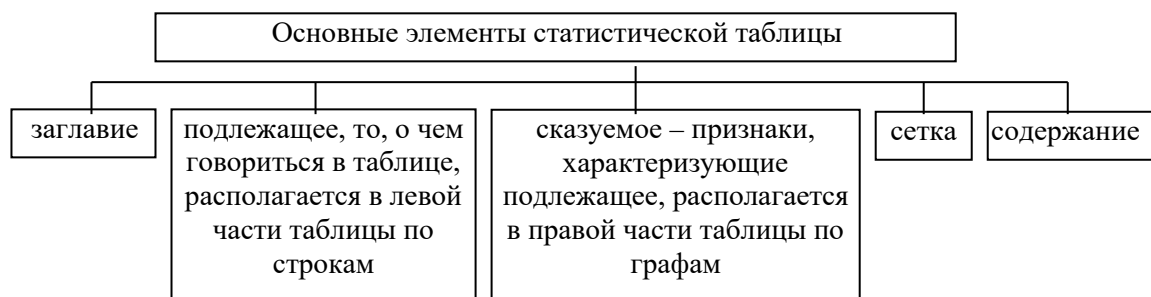 Основные элементы статистической таблицы
заглавие
подлежащее, то, о чем
говориться в таблице,
располагается в левой
части таблицы по
строкам
сказуемое – признаки,
характеризующие
подлежащее, располагается
в правой части таблицы по
графам
сетка
содержание